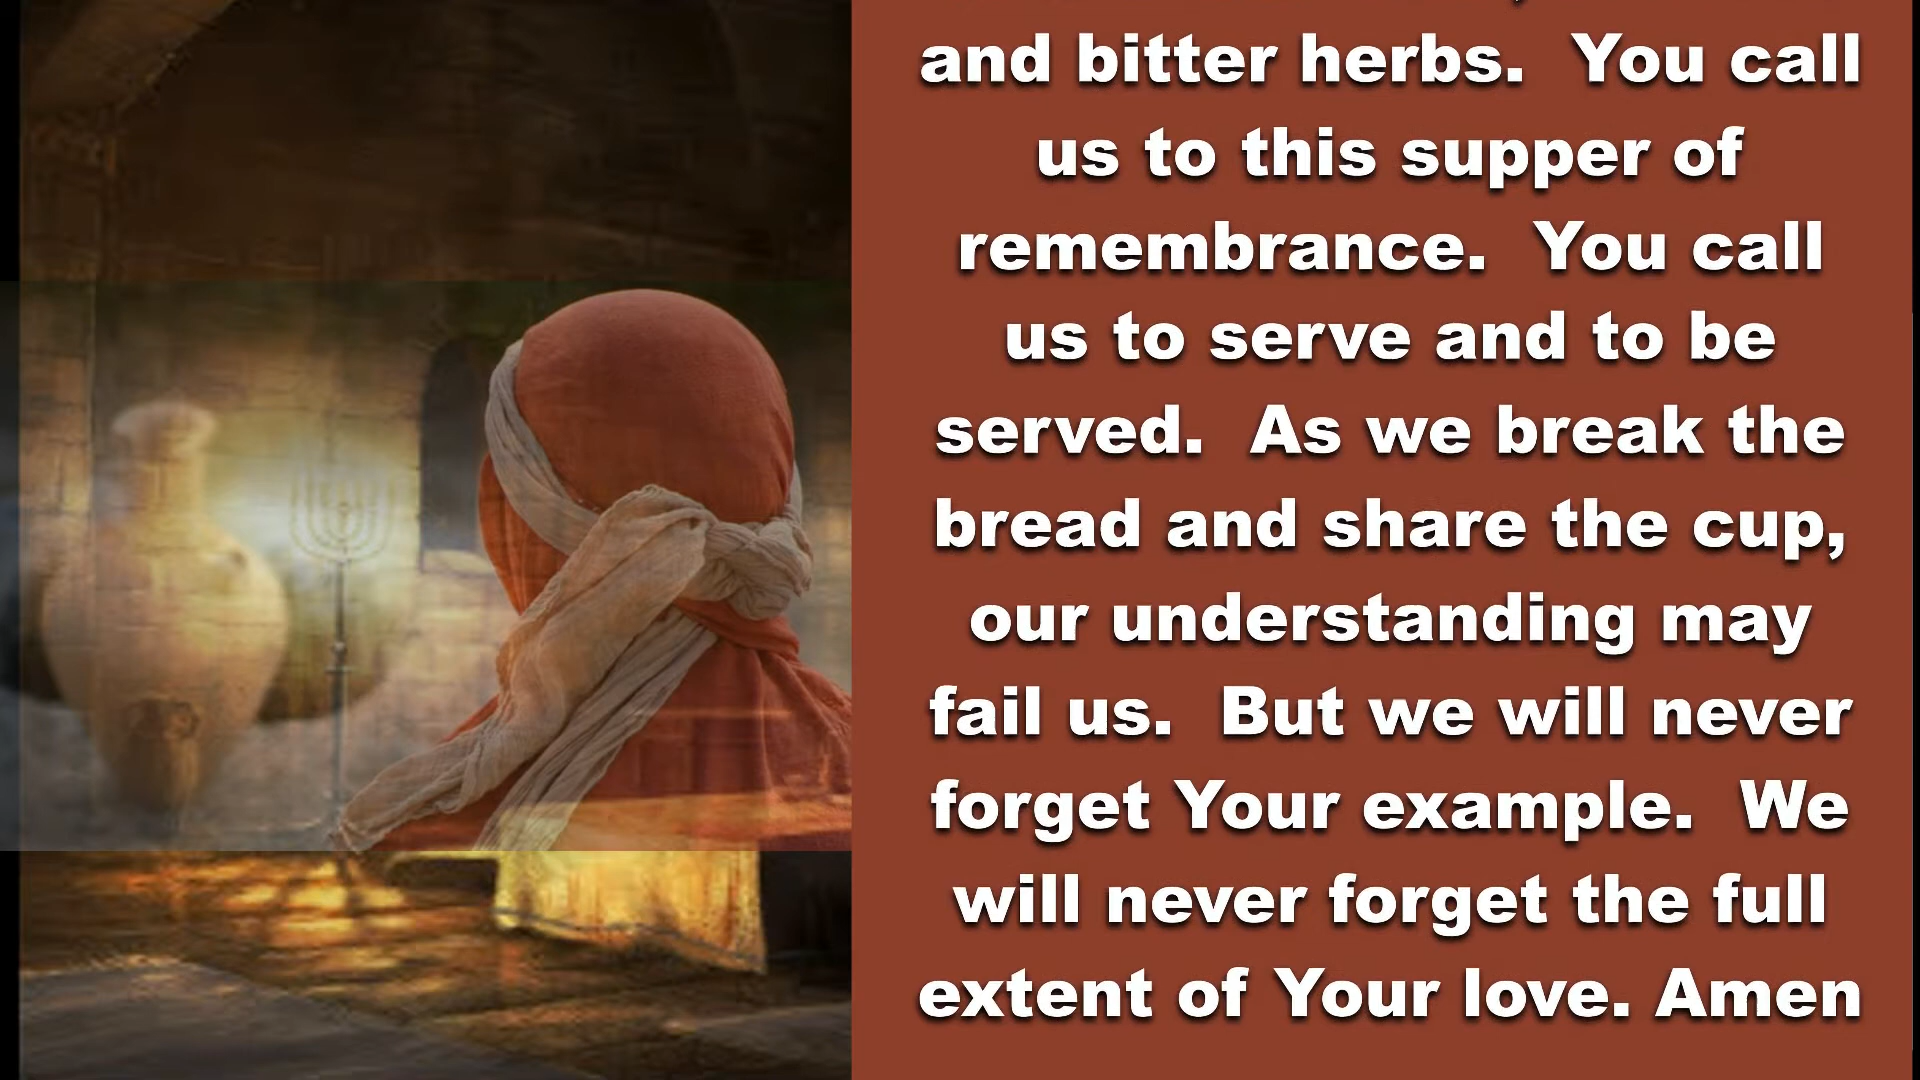 and bitter herbs.  You call
us to this supper of
remembrance.  You call
us to serve and to be
served.  As we break the
bread and share the cup,
our understanding may
fail us.  But we will never
forget Your example.  We
will never forget the full
extent of Your love. Amen